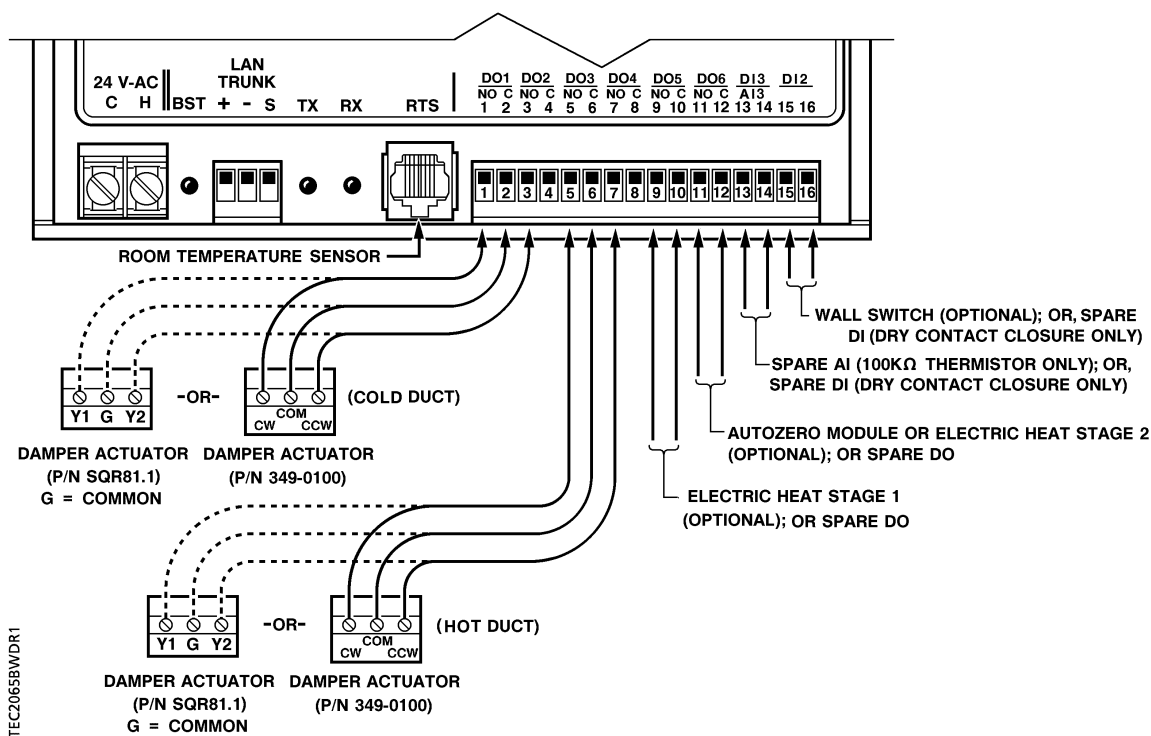 24 V-AC
C H
BST
LAN
TRUNK
+ - S
TX RX RTS
DO1 DO2 DO3 DO4 DO5 DO6 DI3 DI2
NO C NO C NO C NO C NO C NO C AI3
1 2 3 4 5 6 7 8 9 10 11 12 13 14 15 16
1 2 3 4 5 6 7 8 9 10 11 12 13 14 15 16
ROOM TEMPERATURE SENSOR
WALL SWITCH (OPTIONAL); OR, SPARE
DI (DRY CONTACT CLOSURE ONLY)
SPARE AI (100KΩ THERMISTOR ONLY); OR,
SPARE DI (DRY CONTACT CLOSURE ONLY)
AUTOZERO MODULE OR ELECTRIC HEAT STAGE 2
(OPTIONAL); OR SPARE DO
ELECTRIC HEAT STAGE 1
(OPTIONAL); OR SPARE DO
Y1 G Y2
-OR-
CW COM CCW
(COLD DUCT)
DAMPER ACTUATOR
(P/N SQR81.1)
G = COMMON
DAMPER ACTUATOR
(P/N 349-0100)
Y1 G Y2
-OR-
CW COM CCW
(HOT DUCT)
DAMPER ACTUATOR
(P/N SQR81.1)
G = COMMON
DAMPER ACTUATOR
(P/N 349-0100)
TEC2065BWDR1